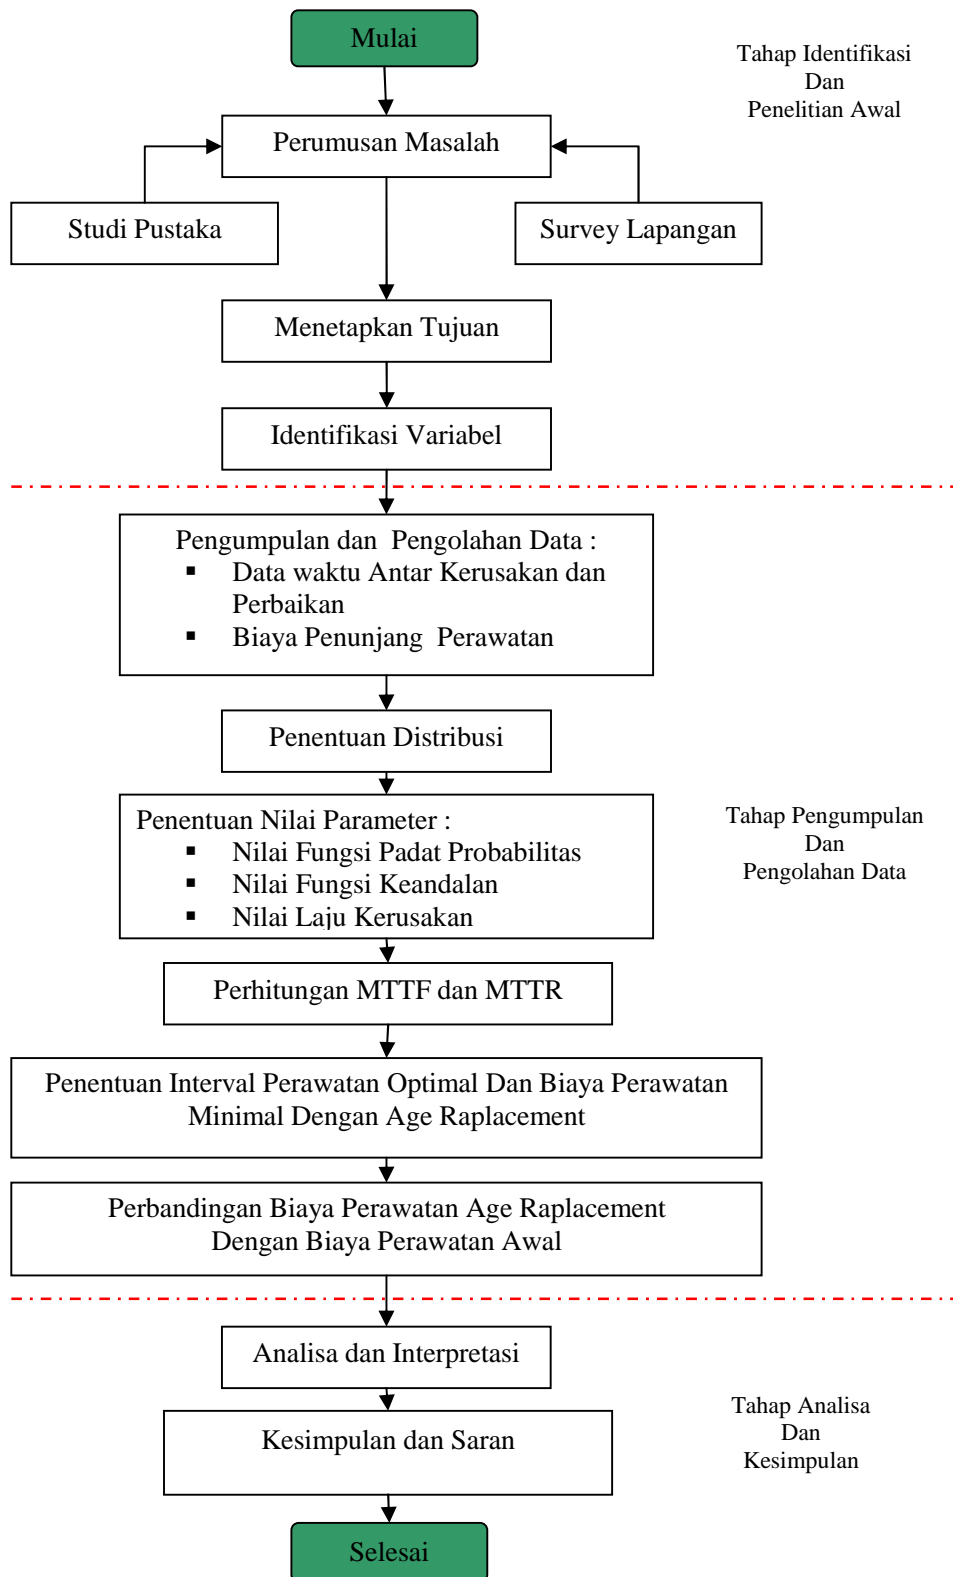 Mulai
Tahap Identifikasi
Dan
Penelitian Awal
Perumusan Masalah
Studi Pustaka
Survey Lapangan
Menetapkan Tujuan
Identifikasi Variabel
Pengumpulan dan Pengolahan Data :
▪ Data waktu Antar Kerusakan dan
Perbaikan
▪ Biaya Penunjang Perawatan
Penentuan Distribusi
Penentuan Nilai Parameter :
▪ Nilai Fungsi Padat Probabilitas
▪ Nilai Fungsi Keandalan
▪ Nilai Laju Kerusakan
Tahap Pengumpulan
Dan
Pengolahan Data
Perhitungan MTTF dan MTTR
Penentuan Interval Perawatan Optimal Dan Biaya Perawatan
Minimal Dengan Age Raplacement
Perbandingan Biaya Perawatan Age Raplacement
Dengan Biaya Perawatan Awal
Analisa dan Interpretasi
Tahap Analisa
Dan
Kesimpulan
Kesimpulan dan Saran
Selesai